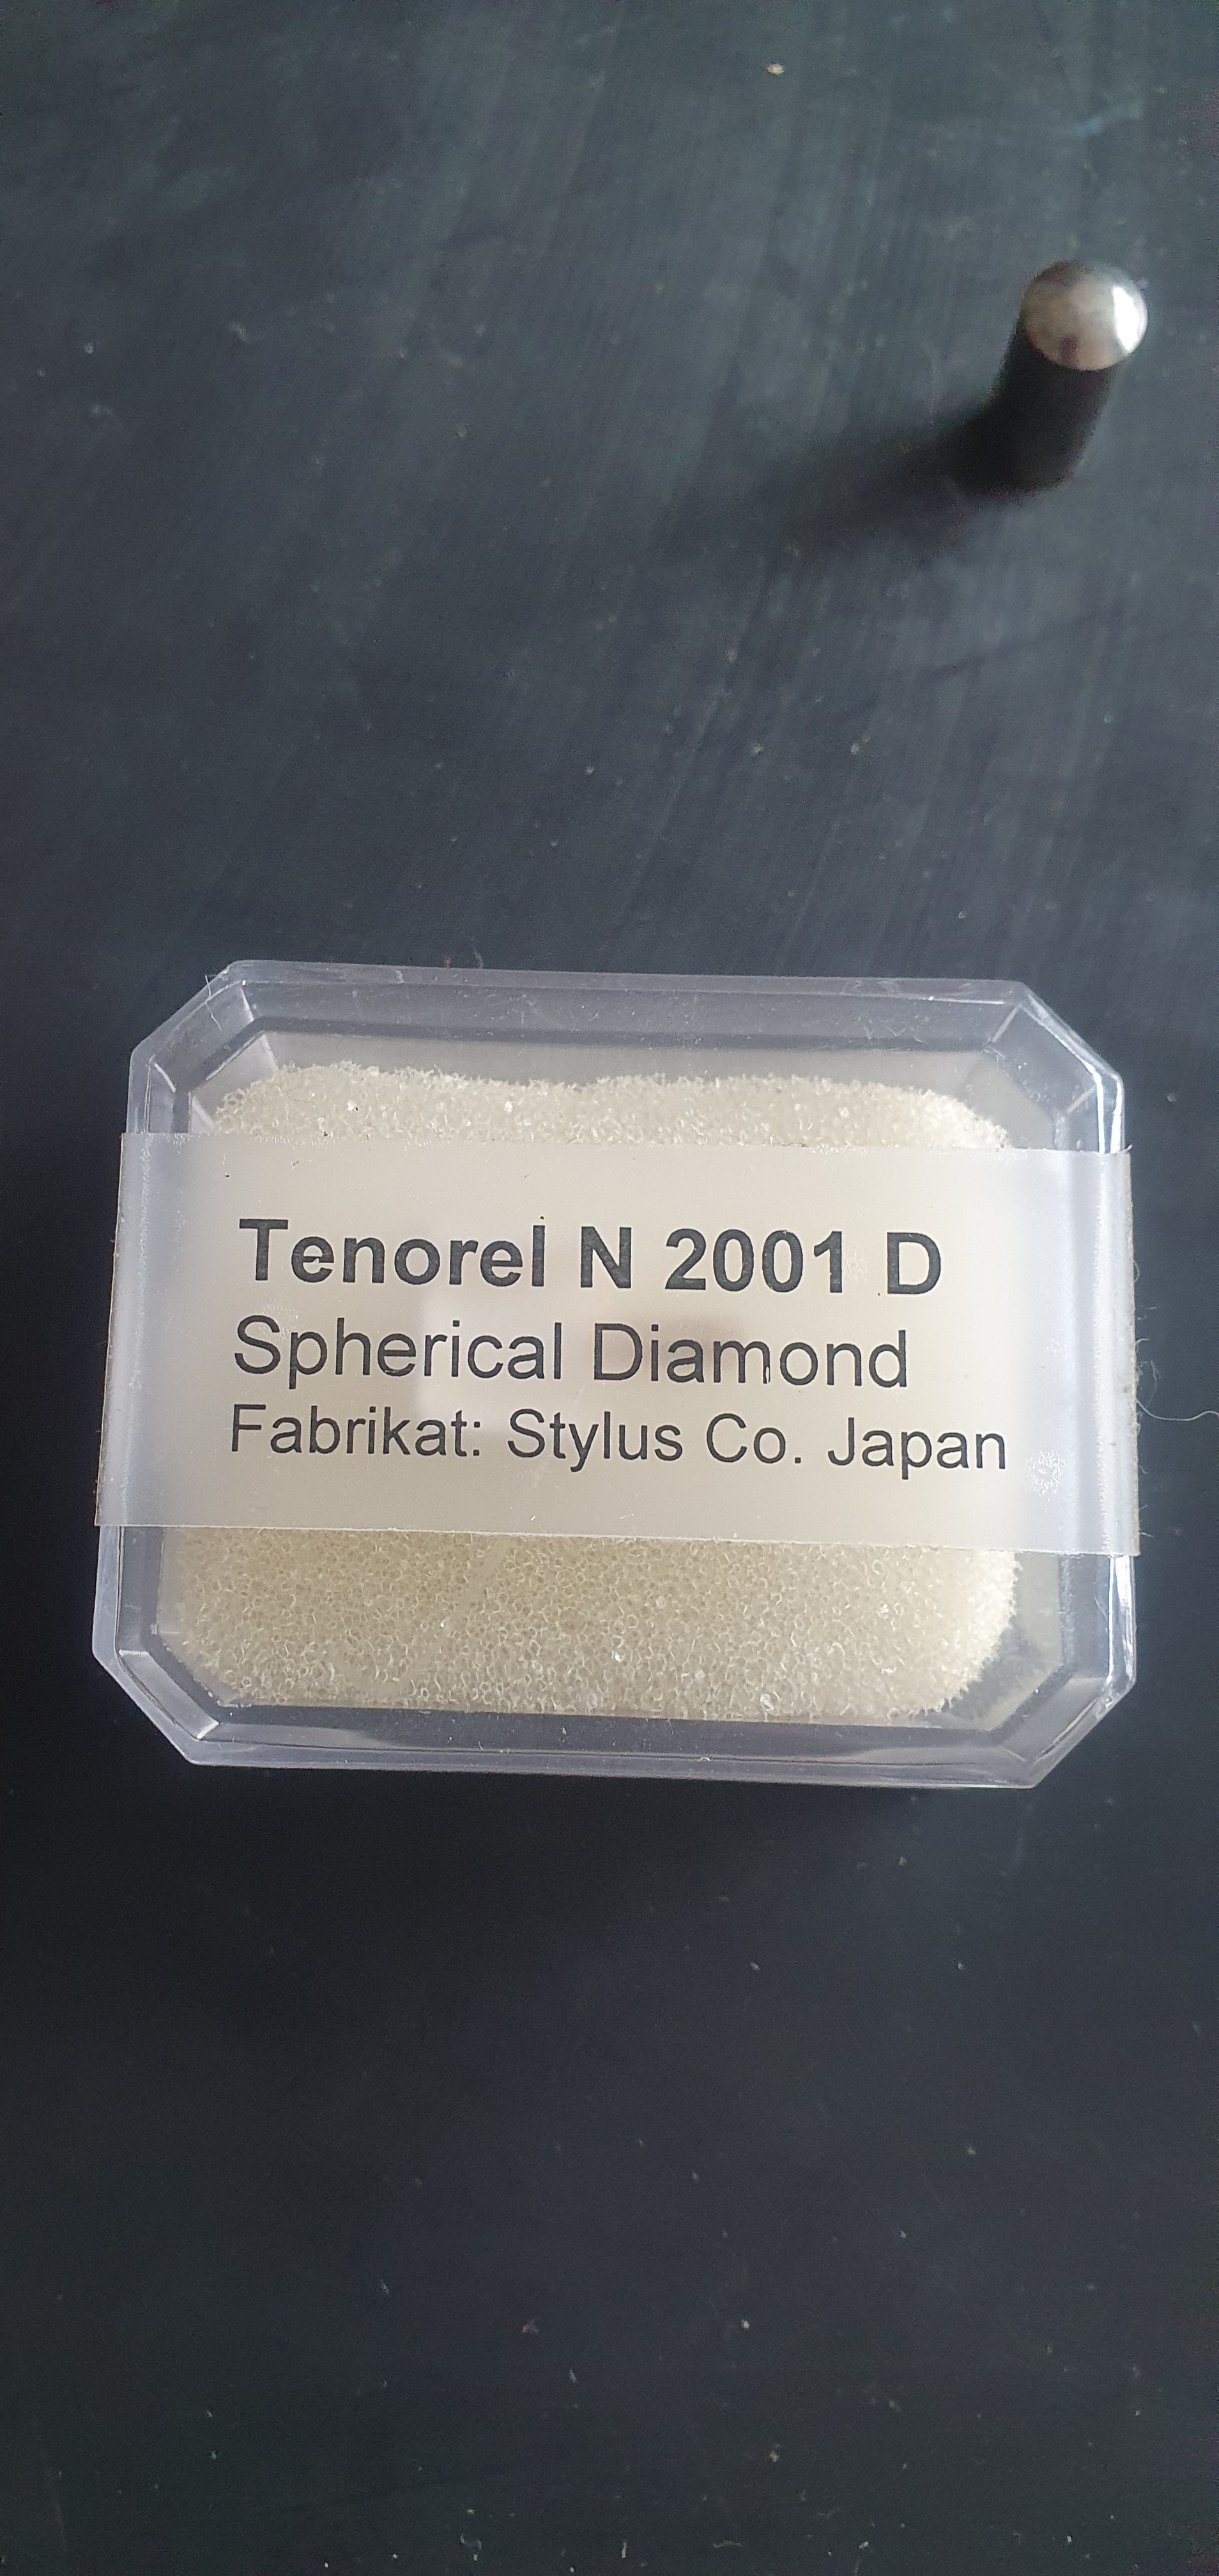 Tenorel N 2001 D
Spherical Diamond
Fabrikat: Stylus Co. Japan